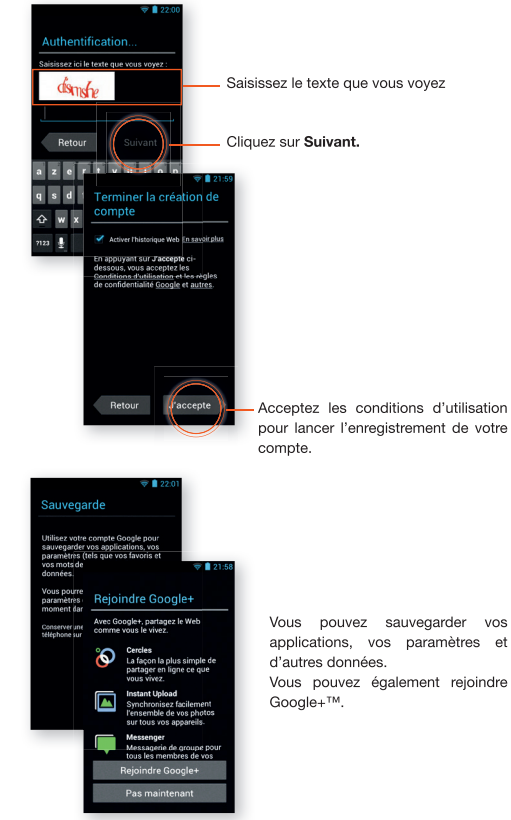 22:00
Authentification...
Saisissez ici le texte que vous voyez :
Saisissez le texte que vous voyez
Retour
Suivant
Cliquez sur Suivant.
a z e r t y u i o p
q s d
w x
?123
21:59
Terminer la création de
compte
Activer l'historique Web En savoir plus
En appuyant sur J'accepte ci-
dessous, vous acceptez les
Conditions d'utilisation et les règles
de confidentialité Google et autres.
Retour
J'accepte
Acceptez les conditions d'utilisation
pour lancer l'enregistrement de votre
compte.
22:01
Sauvegarde
Utilisez votre compte Google pour
sauvegarder vos applications, vos
paramètres (tels que vos favoris et
vos mots de
données.
Vous pourre
paramètres
moment dar
Conserver une
téléphone sur
21:58
Rejoindre Google+
Avec Google+, partagez le Web
comme vous le vivez.
Cercles
La façon la plus simple de
partager en ligne ce que
vous vivez.
Instant Upload
Synchronisez facilement
l'ensemble de vos photos
sur tous vos appareils.
Messenger
Messagerie de groupe pour
tous les membres de vos
Rejoindre Google+
Pas maintenant
Vous pouvez sauvegarder vos
applications, vos paramètres et
d'autres données.
Vous pouvez également rejoindre
Google+™.